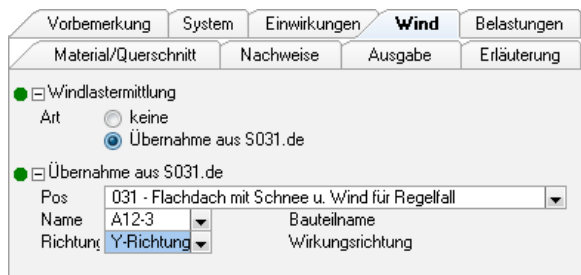 Vorbemerkung System Einwirkungen Wind Belastungen
Material/Querschnitt Nachweise Ausgabe Erläuterung
Windlastermittlung
Art keine
Übernahme aus S031.de
Übernahme aus S031.de
Pos 031 - Flachdach mit Schnee u. Wind für Regelfall
Name A12-3 Bauteilname
Richtung Y-Richtung Wirkungsrichtung